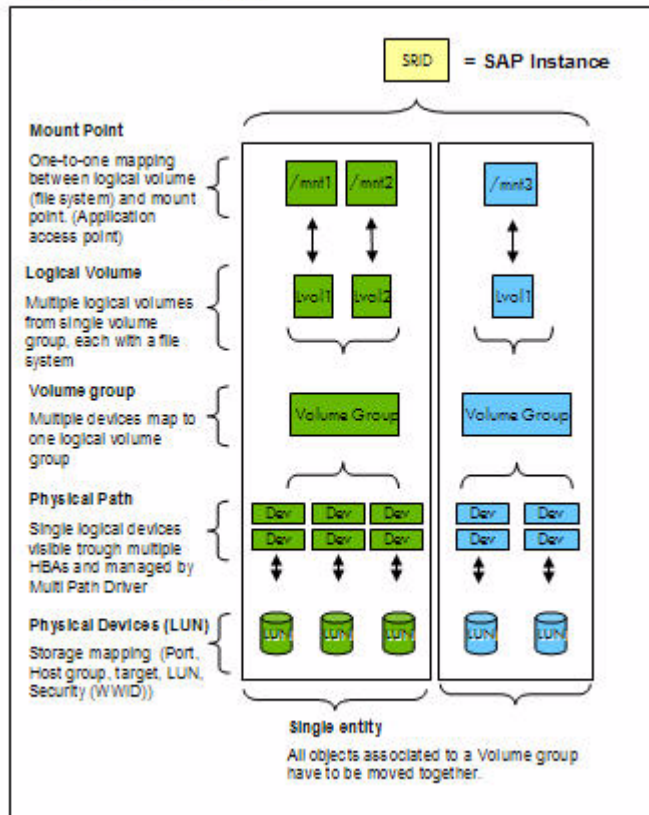 SRID = SAP Instance
Mount Point
One-to-one mapping
between logical volume
(file system) and mount
point. (Application
access point)
/mnt1 /mnt2 /mnt3
Logical Volume
Multiple logical volumes
from single volume
group, each with a file
system
Lvol1 Lvol2 Lvol1
Volume group
Multiple devices map to
one logical volume
group
Volume Group Volume Group
Physical Path
Single logical devices
visible trough multiple
HBAs and managed by
Multi Path Driver
Dev Dev Dev Dev Dev
Dev Dev Dev Dev Dev
Physical Devices (LUN)
Storage mapping (Port,
Host group, target, LUN,
Security (WWID))
LUN LUN LUN LUN LUN
Single entity
All objects associated to a Volume group
have to be moved together.